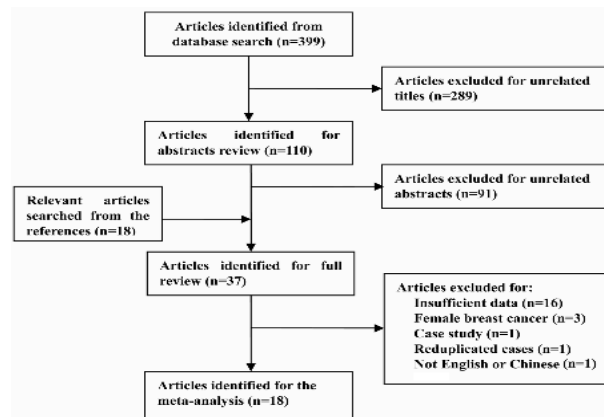 Articles identified from
database search (n=399)
Articles excluded for unrelated
titles (n=289)
Articles identified for
abstracts review (n=110)
Articles excluded for unrelated
abstracts (n=91)
Relevant articles
searched from the
references (n=18)
Articles identified for full
review (n=37)
Articles excluded for:
Insufficient data (n=16)
Female breast cancer (n=3)
Case study (n=1)
Reduplicated cases (n=1)
Not English or Chinese (n=1)
Articles identified for the
meta-analysis (n=18)